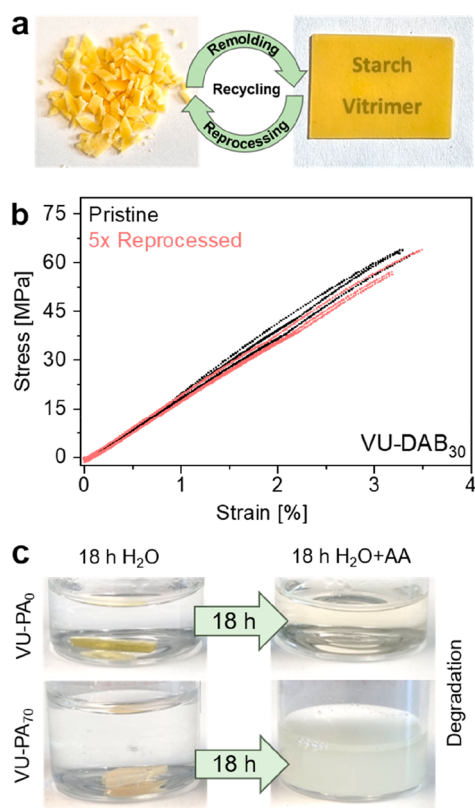 a
Remolding
Recycling
Reprocessing
Starch
Vitrimer
b
75
60
45
30
15
0
Stress [MPa]
Pristine
5x Reprocessed
VU-DAB₃₀
0
1
2
3
4
Strain [%]
c
18 h H₂O
18 h H₂O+AA
VU-PA₀
18 h
VU-PA₇₀
18 h
Degradation